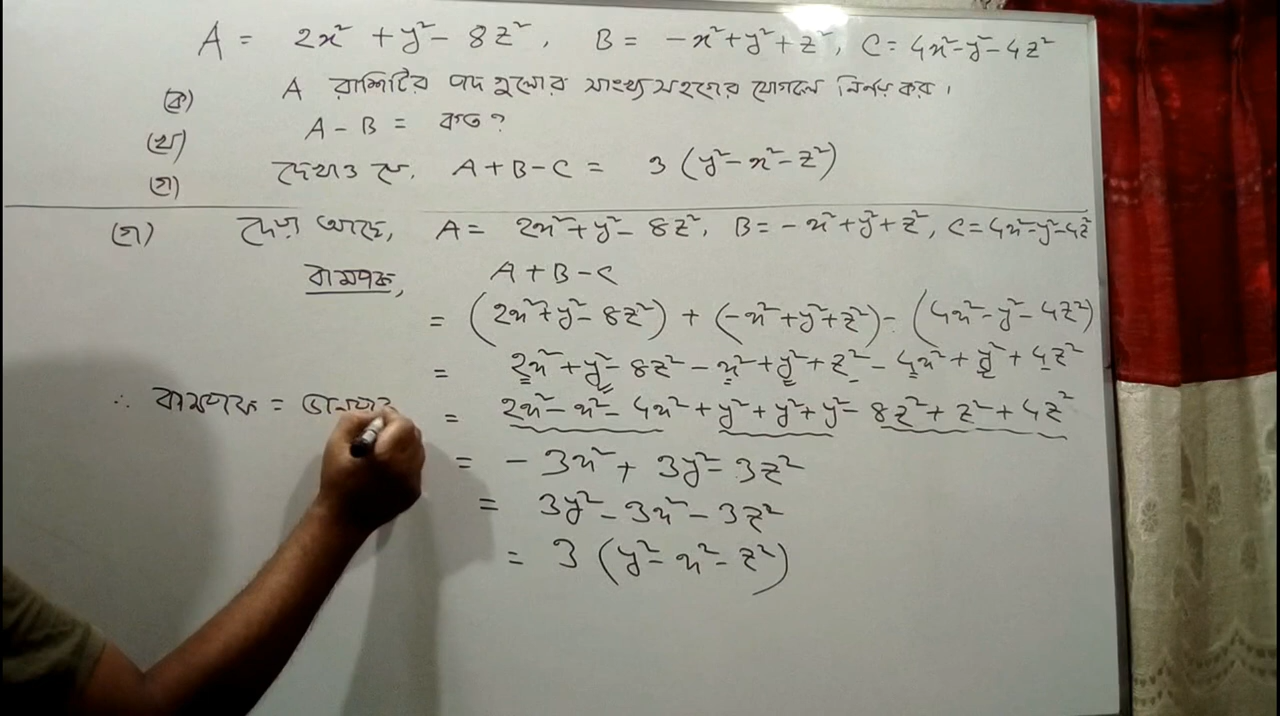 A = 2x² + y² - 8z², B = -x² + y² + z², C = 4x² - y² - 4z²
(ক) A রাশিটির পদ গুলোর সাংখ্য সহগের যোগফল নির্ণয় কর।
(খ) A - B = কত?
(গ) দেখাও যে, A + B - C = 3 (y² - x² - z²)
(গ) দেয়া আছে, A = 2x² + y² - 8z², B = -x² + y² + z², C = 4x² - y² - 4z²
বামপক্ষ, A + B - C
= (2x² + y² - 8z²) + (-x² + y² + z²) - (4x² - y² - 4z²)
= 2x² + y² - 8z² - x² + y² + z² - 4x² + y² + 4z²
= 2x² - x² - 4x² + y² + y² + y² - 8z² + z² + 4z²
= - 3x² + 3y² - 3z²
= 3y² - 3x² - 3z²
= 3 (y² - x² - z²)
∴ বামপক্ষ = ডানপ